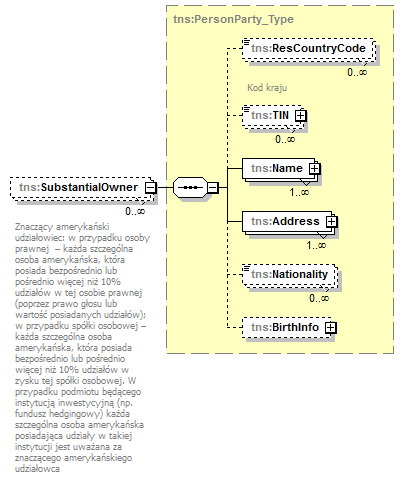 tns:PersonParty_Type
tns:ResCountryCode
0..∞
Kod kraju
tns:TIN
0..∞
tns:Name
1..∞
tns:SubstantialOwner
0..∞
tns:Address
1..∞
tns:Nationality
0..∞
tns:BirthInfo
Znaczący amerykański
udziałowiec: w przypadku osoby
prawnej – każda szczególna
osoba amerykańska, która
posiada bezpośrednio lub
pośrednio więcej niż 10%
udziałów w tej osobie prawnej
(poprzez prawo głosu lub
wartość posiadanych udziałów);
w przypadku spółki osobowej –
każda szczególna osoba
amerykańska, która posiada
bezpośrednio lub pośrednio
więcej niż 10% udziałów w
zysku tej spółki osobowej. W
przypadku podmiotu będącego
instytucją inwestycyjną (np,
fundusz hedgingowy) każda
szczególna osoba amerykańska
posiadająca udziały w takiej
instytucji jest uważana za
znaczącego amerykańskiego
udziałowca